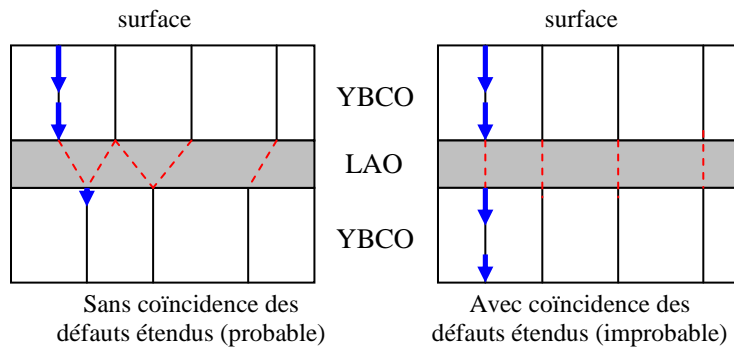 surface
surface
YBCO
LAO
YBCO
Sans coïncidence des
défauts étendus (probable)
Avec coïncidence des
défauts étendus (improbable)